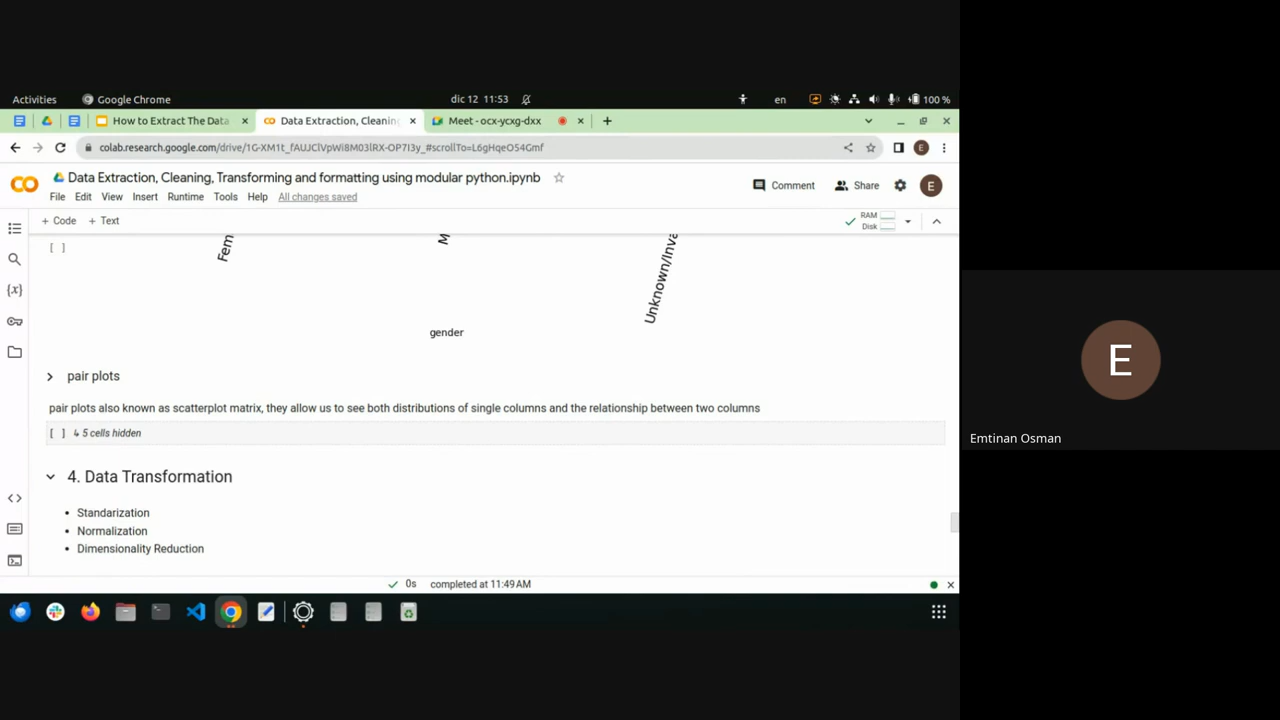 Activities
Google Chrome
dic 12 11:53
en
100 %
How to Extract The Data
Data Extraction, Cleanin
Meet - ocx-ycxg-dxx
colab.research.google.com/drive/1G-XM1t_fAUJClVpWi8M03lRX-OP7I3y_#scrollTo=L6gHqeO54Gmf
E
CO
Data Extraction, Cleaning, Transforming and formatting using modular python.ipynb
Comment
Share
E
File Edit View Insert Runtime Tools Help All changes saved
+ Code + Text
RAM
Disk
[ ]
Fem
M
Unknown/Inva
gender
{x}
pair plots
pair plots also known as scatterplot matrix, they allow us to see both distributions of single columns and the relationship between two columns
[ ] ↳ 5 cells hidden
4. Data Transformation
• Standarization
• Normalization
• Dimensionality Reduction
0s completed at 11:49 AM
E
Emtinan Osman